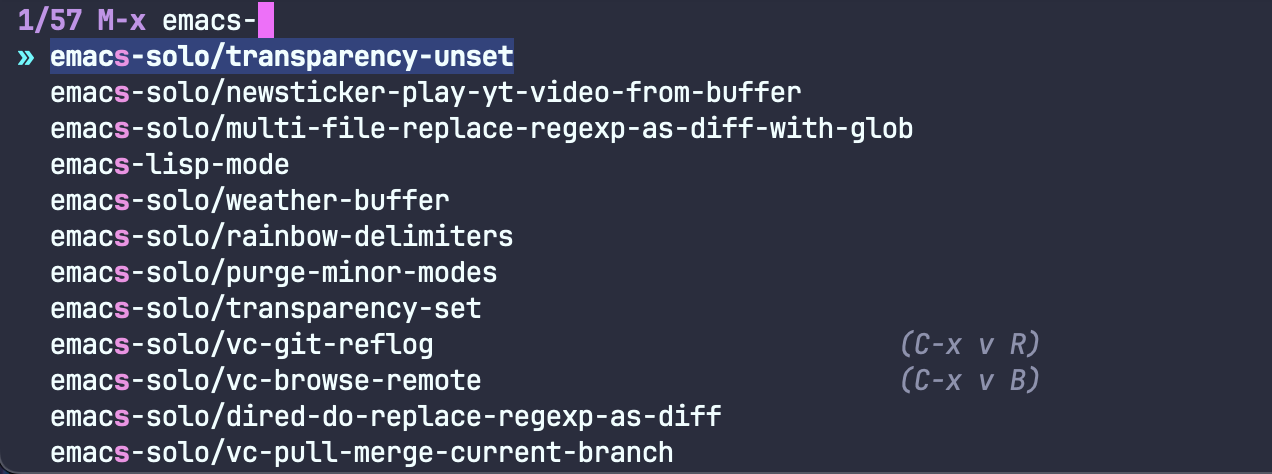 1/57 M-x emacs-
» emacs-solo/transparency-unset
emacs-solo/newsticker-play-yt-video-from-buffer
emacs-solo/multi-file-replace-regexp-as-diff-with-glob
emacs-lisp-mode
emacs-solo/weather-buffer
emacs-solo/rainbow-delimiters
emacs-solo/purge-minor-modes
emacs-solo/transparency-set
emacs-solo/vc-git-reflog (C-x v R)
emacs-solo/vc-browse-remote (C-x v B)
emacs-solo/dired-do-replace-regexp-as-diff
emacs-solo/vc-pull-merge-current-branch